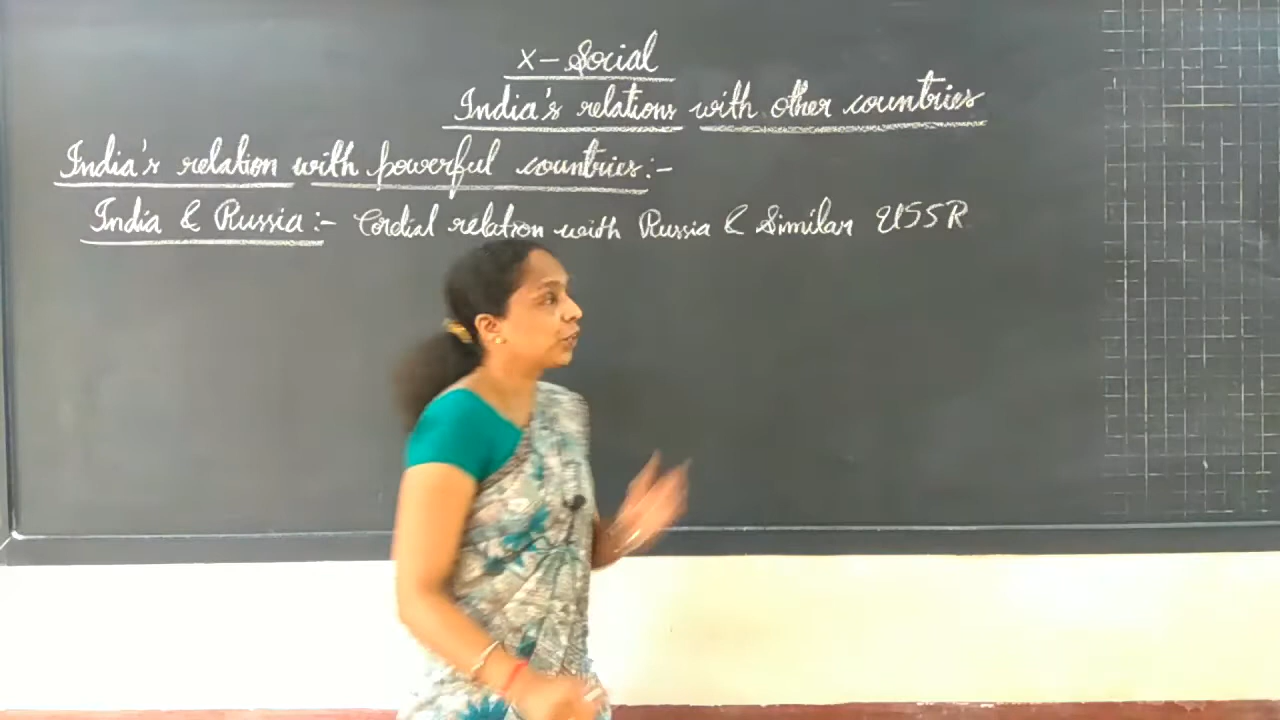 X - Social
India's relations with other countries
India's relation with powerful countries:-
India & Russia:- Cordial relation with Russia & Similar USSR